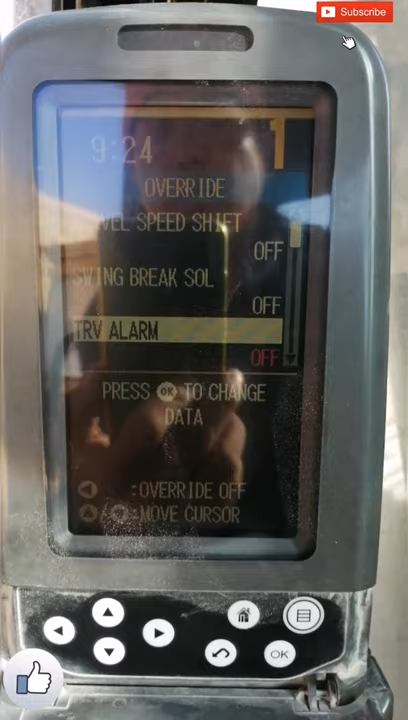 Subscribe
1
9:24
OVERRIDE
VEL SPEED SHIFT
OFF
SWING BREAK SOL
OFF
TRV ALARM
OFF
PRESS OK TO CHANGE
DATA
:OVERRIDE OFF
:MOVE CURSOR
OK